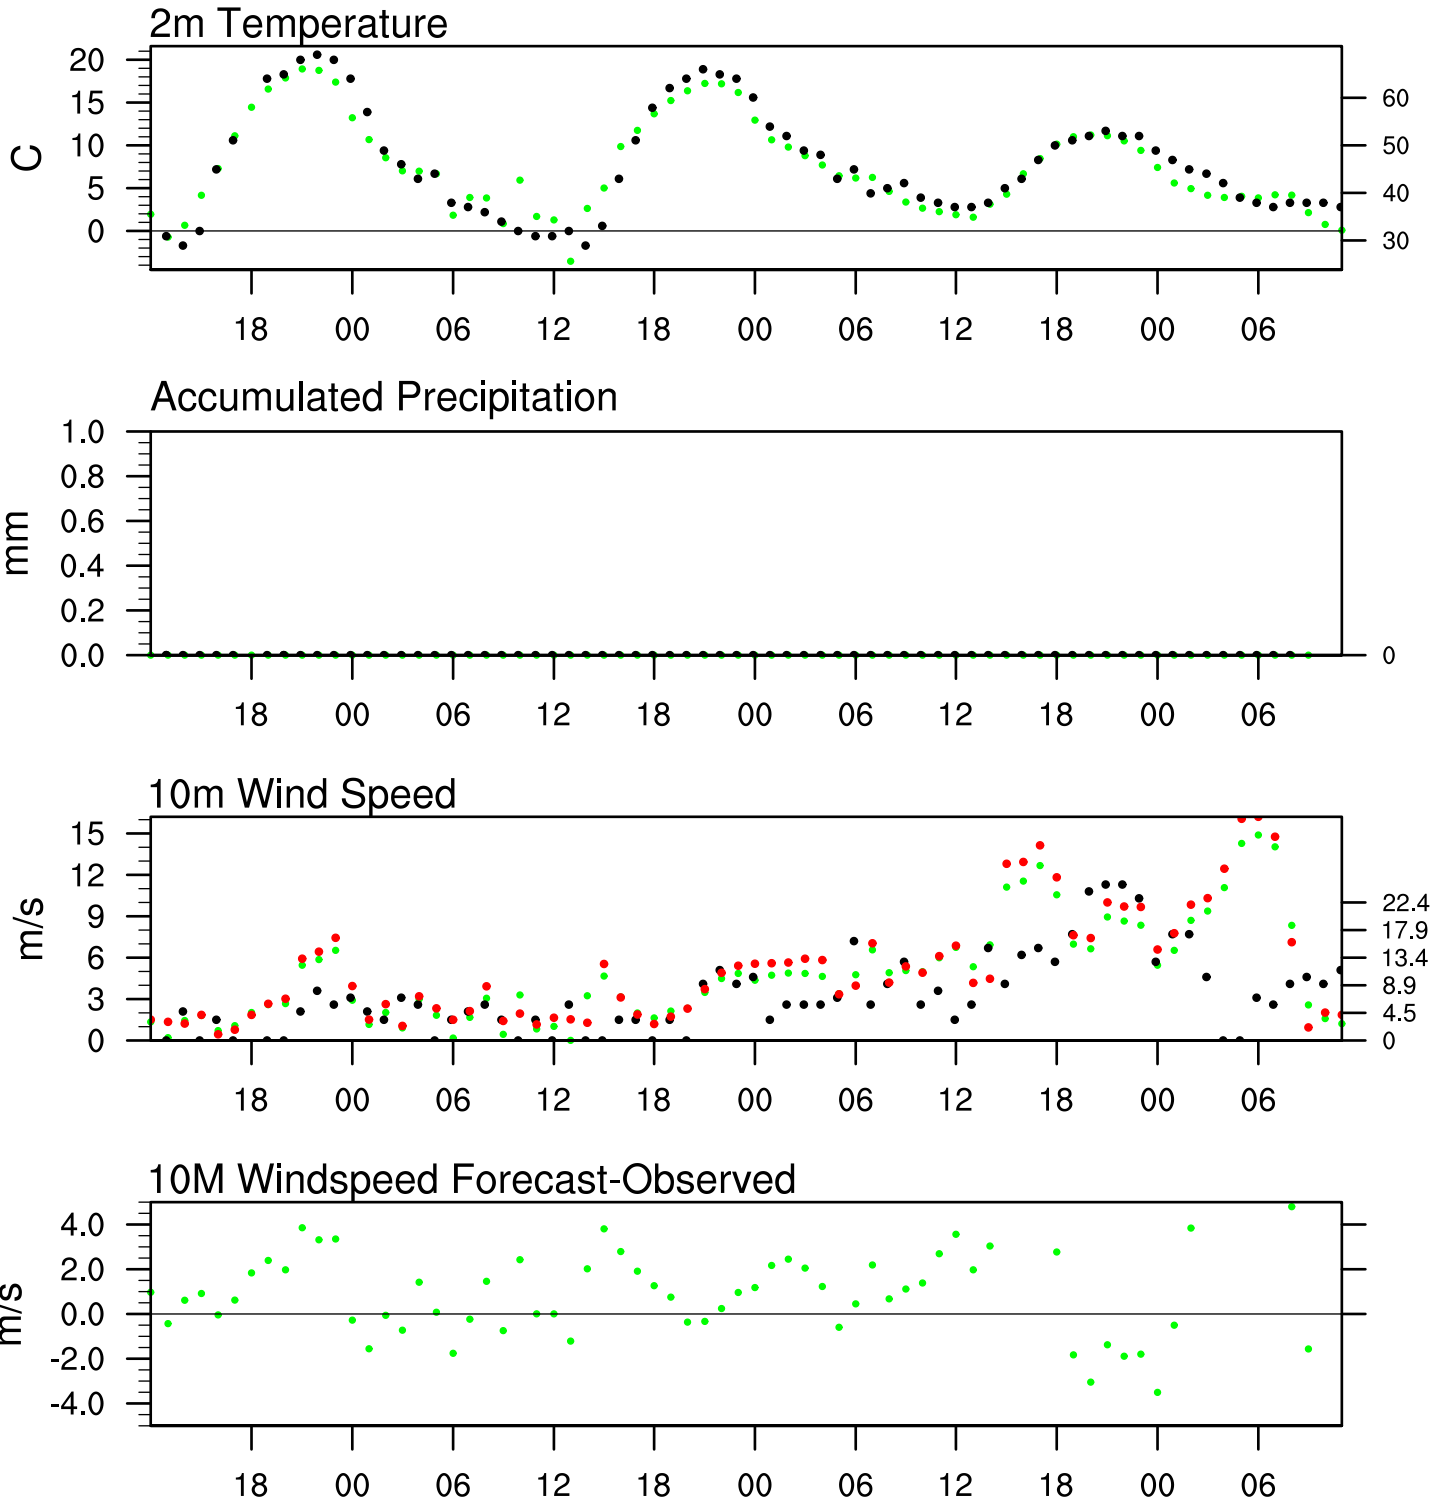 2m Temperature
20
15
10
5
0
C
60
50
40
30
18 00 06 12 18 00 06 12 18 00 06
Accumulated Precipitation
1.0
0.8
0.6
0.4
0.2
0.0
mm
0
18 00 06 12 18 00 06 12 18 00 06
10m Wind Speed
15
12
9
6
3
0
m/s
22.4
17.9
13.4
8.9
4.5
0
18 00 06 12 18 00 06 12 18 00 06
10M Windspeed Forecast-Observed
4.0
2.0
0.0
-2.0
-4.0
m/s
18 00 06 12 18 00 06 12 18 00 06